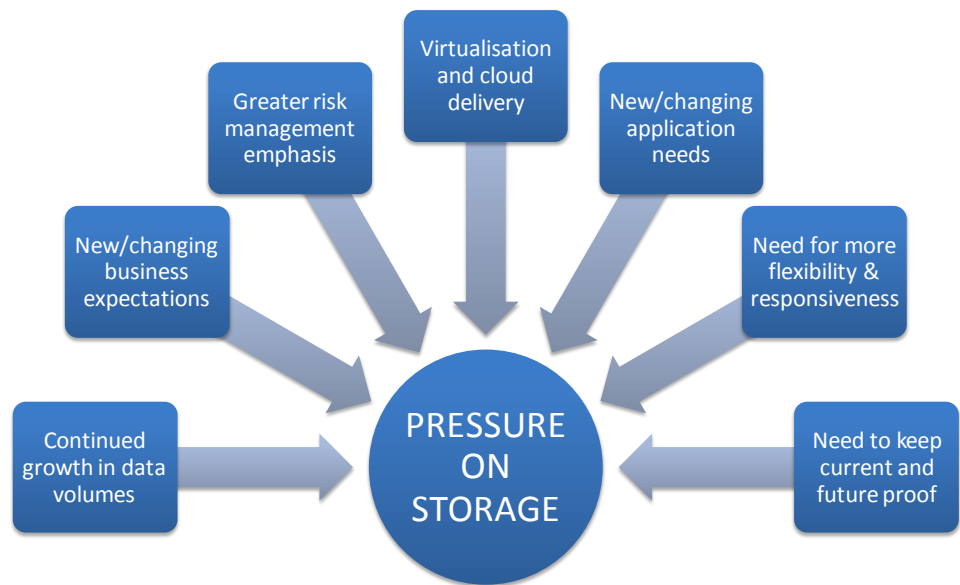 Virtualisation
and cloud
delivery
Greater risk
management
emphasis
New/changing
application
needs
New/changing
business
expectations
Need for more
flexibility &
responsiveness
Continued
growth in data
volumes
PRESSURE
ON
STORAGE
Need to keep
current and
future proof